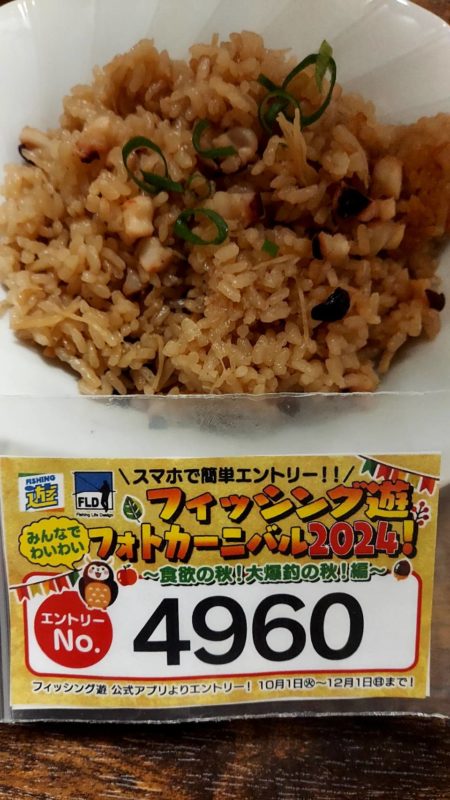 FISHING
遊
FLD
Fishing Life Design
\スマホで簡単エントリー!!/
フィッシング遊
みんなで
わいわい
フォトカーニバル2024!
～食欲の秋!大爆釣の秋!編～
エントリー
No.
4960
フィッシング遊 公式アプリよりエントリー! 10月1日㊋～12月1日㊐まで!